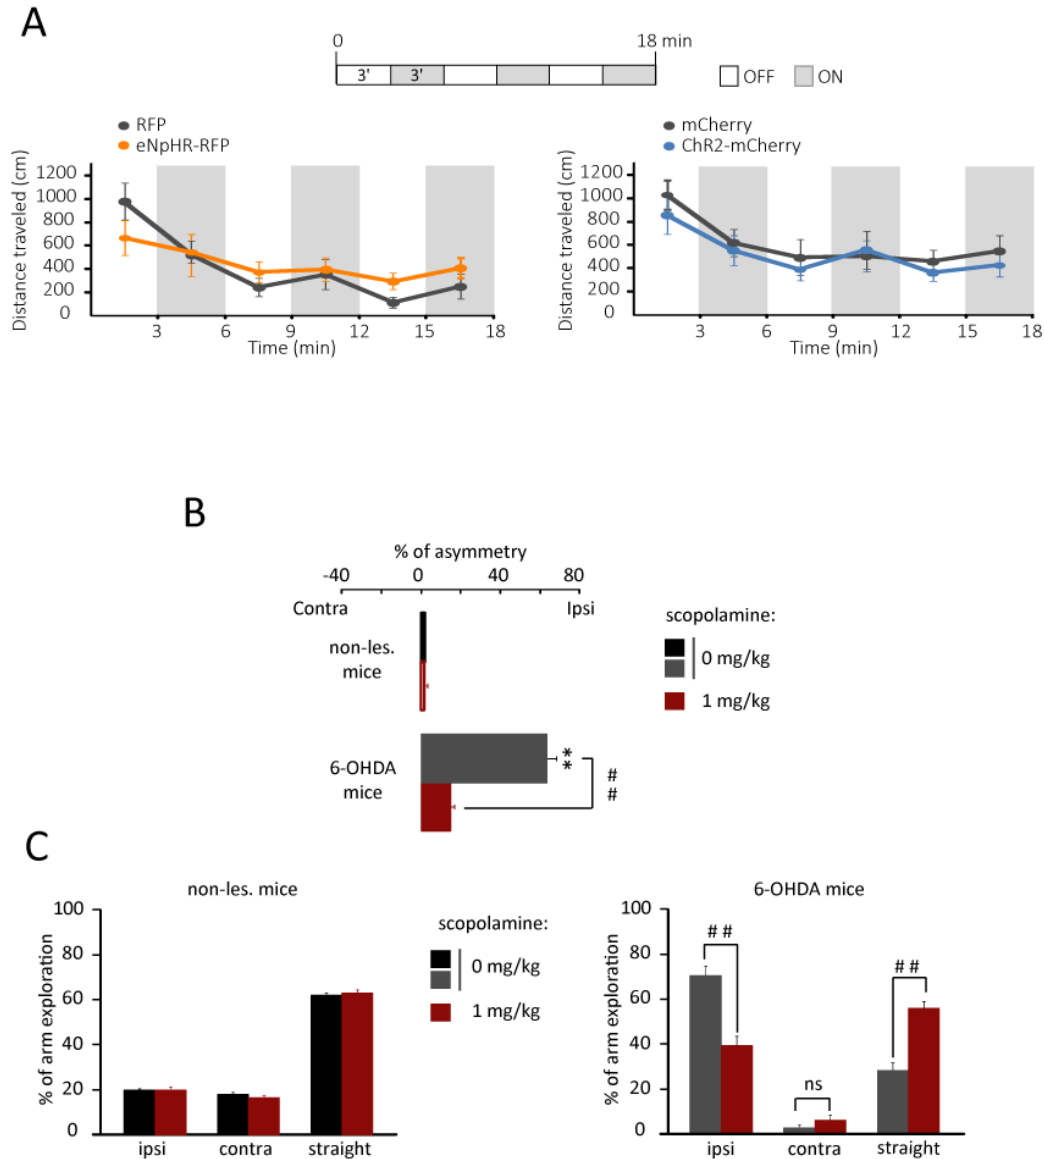 A
0 18 min
3' 3' OFF ON
RFP
eNpHR-RFP
Distance traveled (cm)
1200
1000
800
600
400
200
0
3 6 9 12 15 18
Time (min)
mCherry
ChR2-mCherry
Distance traveled (cm)
1200
1000
800
600
400
200
0
3 6 9 12 15 18
Time (min)
B
% of asymmetry
-40 0 40 80
Contra Ipsi
non-les.
mice
6-OHDA
mice
**
##
scopolamine:
0 mg/kg
1 mg/kg
C
non-les. mice
% of arm exploration
100
80
60
40
20
0
ipsi contra straight
scopolamine:
0 mg/kg
1 mg/kg
6-OHDA mice
% of arm exploration
100
80
60
40
20
0
##
ns
##
ipsi contra straight